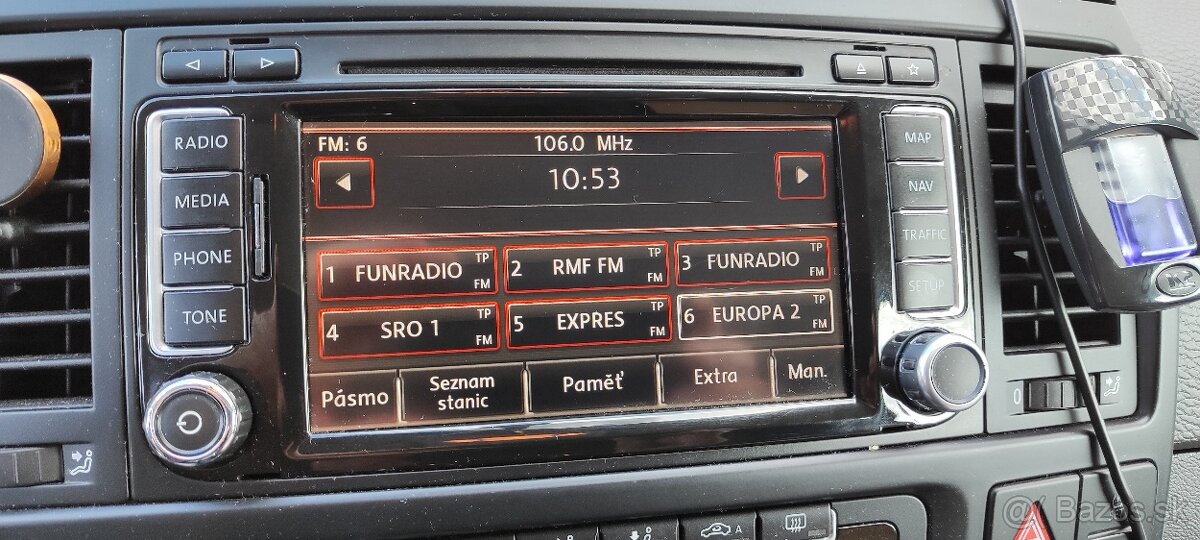 RADIO
MEDIA
PHONE
TONE
FM: 6 106.0 MHz
10:53
1 FUNRADIO TP FM
2 RMF FM TP FM
3 FUNRADIO TP FM
4 SRO 1 TP FM
5 EXPRES TP FM
6 EUROPA 2 TP FM
Pásmo
Seznam
stanic
Paměť
Extra
Man.
MAP
NAV
TRAFFIC
SETUP
0
A
Bazoš.sk